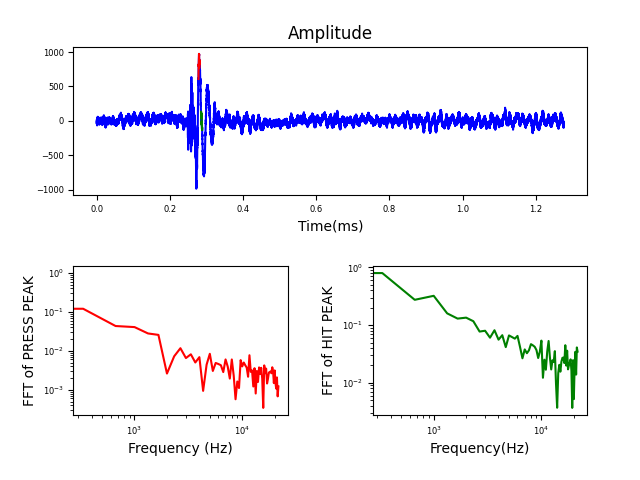 Amplitude
1000
500
0
−500
−1000
0.0 0.2 0.4 0.6 0.8 1.0 1.2
Time(ms)
FFT of PRESS PEAK
10⁰
10⁻¹
10⁻²
10⁻³
10³ 10⁴
Frequency (Hz)
FFT of HIT PEAK
10⁰
10⁻¹
10⁻²
10³ 10⁴
Frequency(Hz)